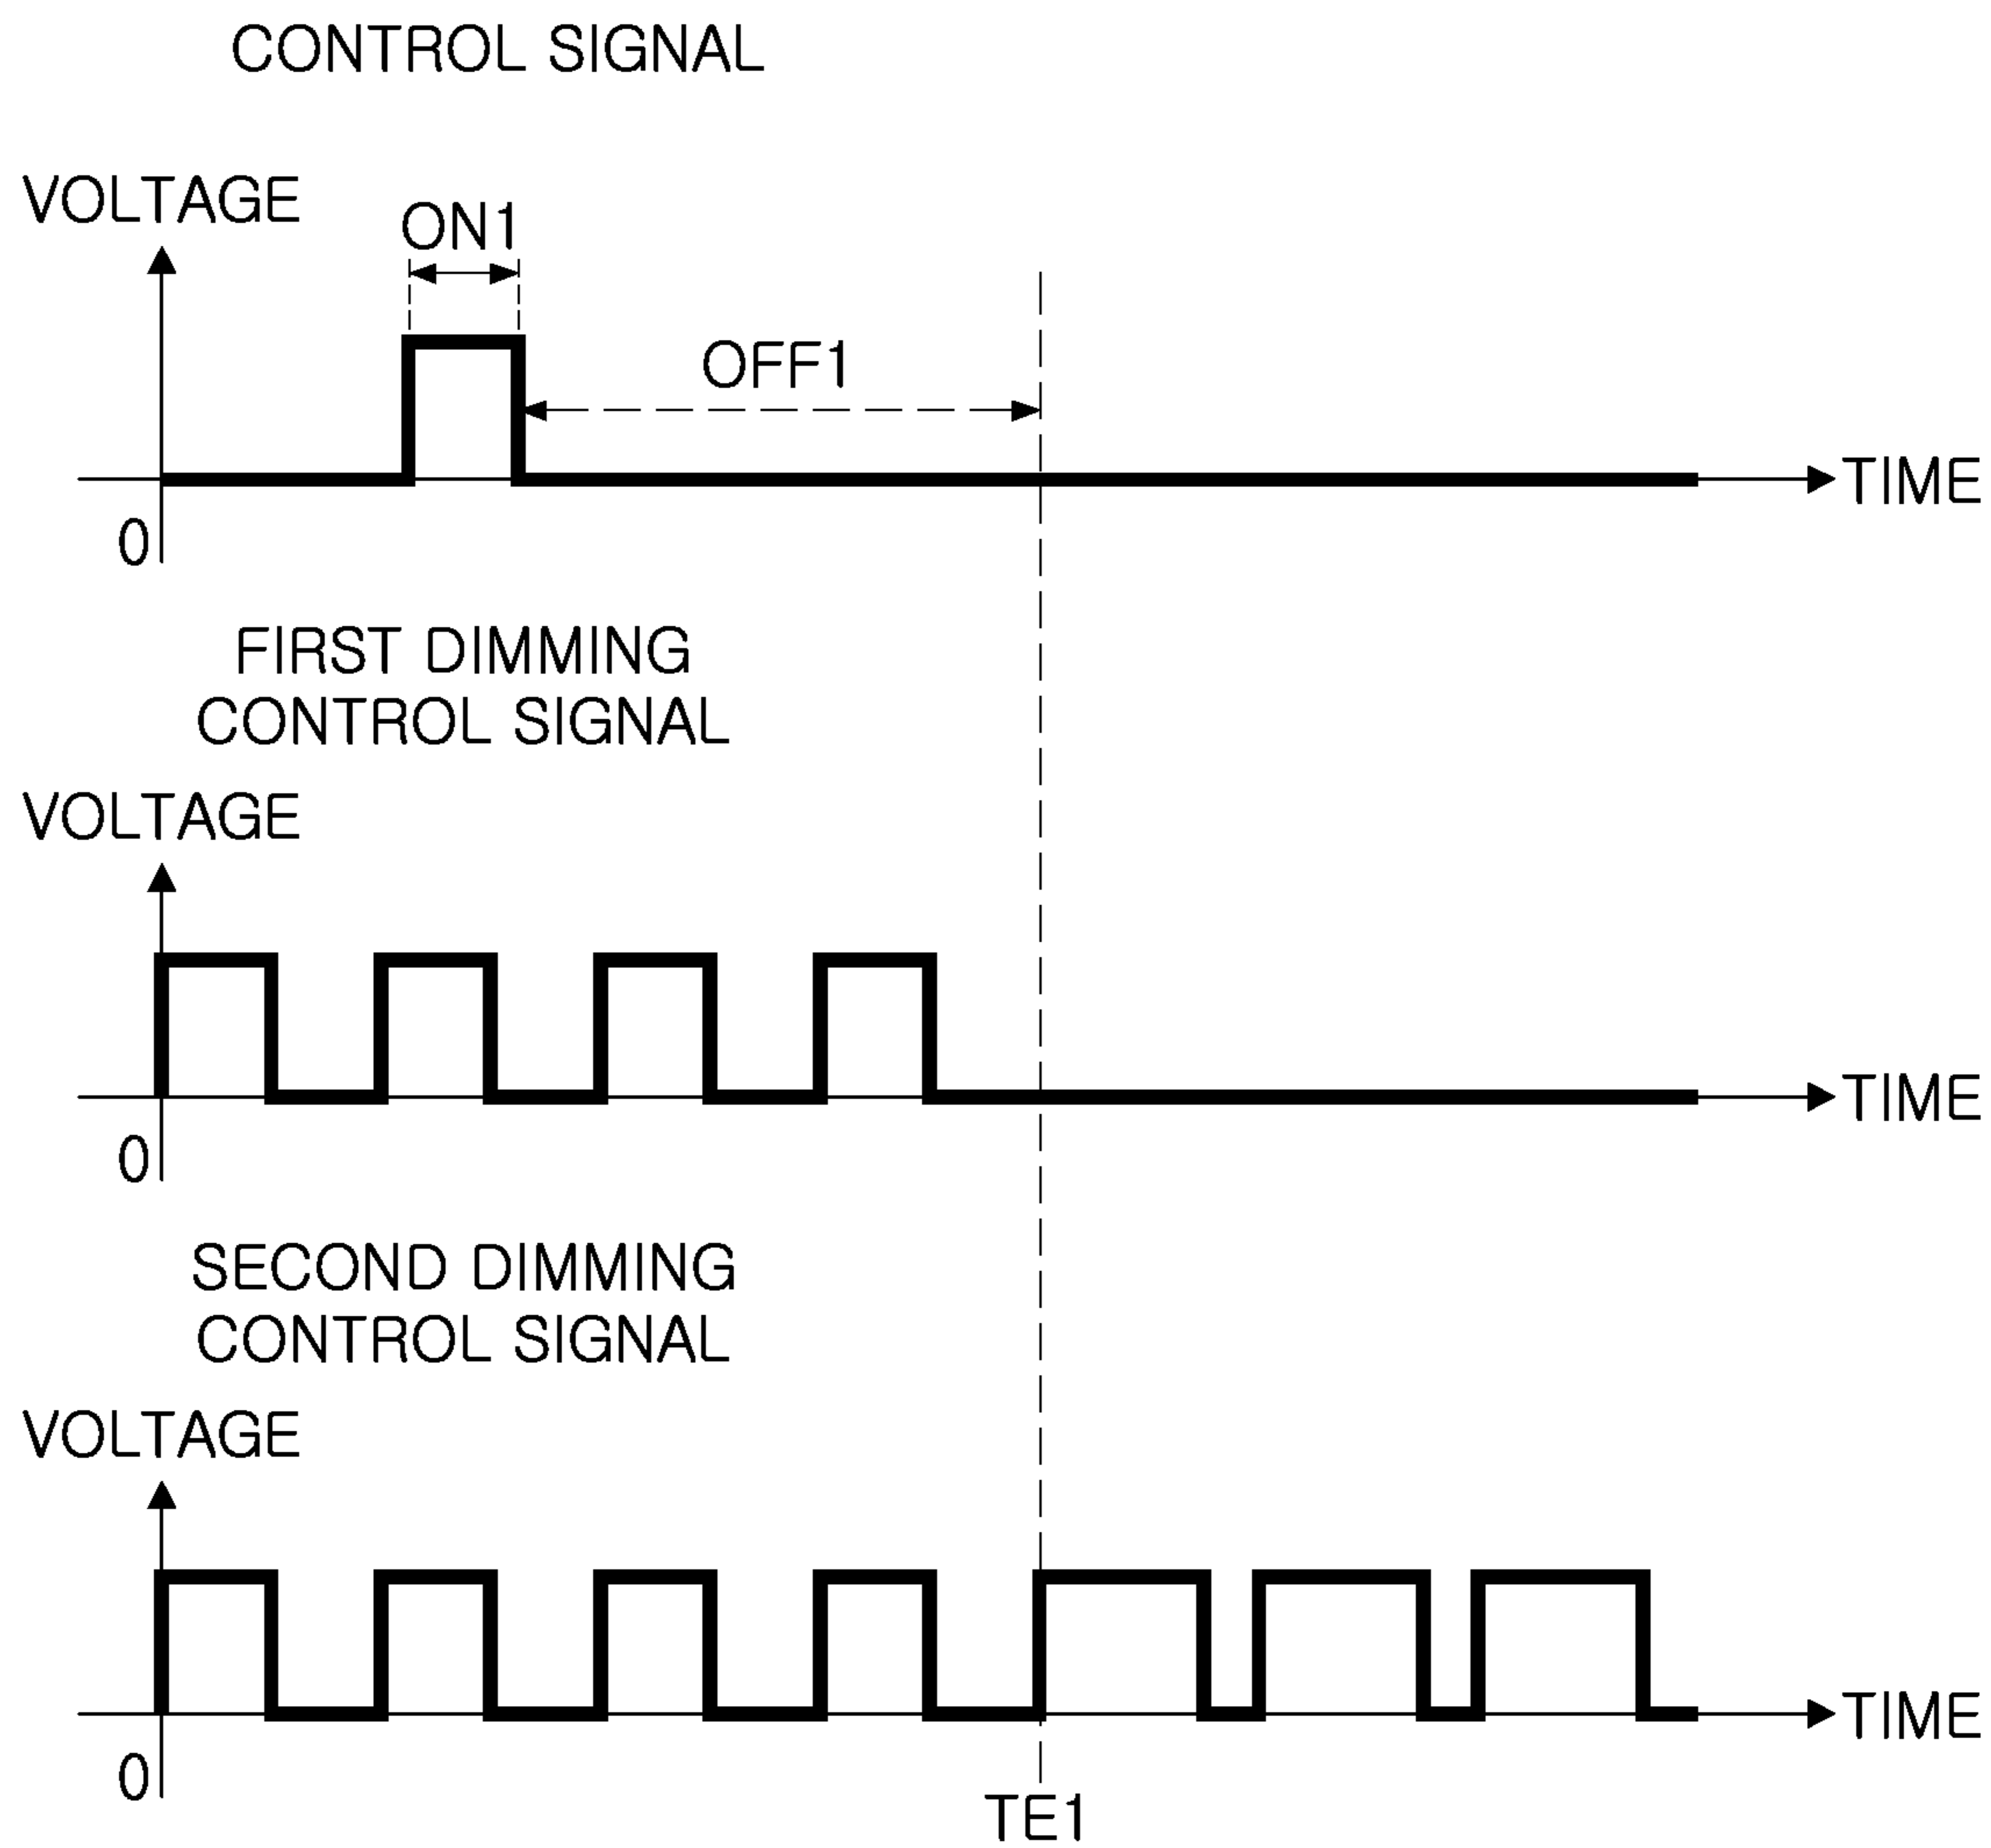 CONTROL SIGNAL
VOLTAGE
ON1
OFF1
TIME
0
FIRST DIMMING
CONTROL SIGNAL
VOLTAGE
TIME
0
SECOND DIMMING
CONTROL SIGNAL
VOLTAGE
TIME
0
TE1